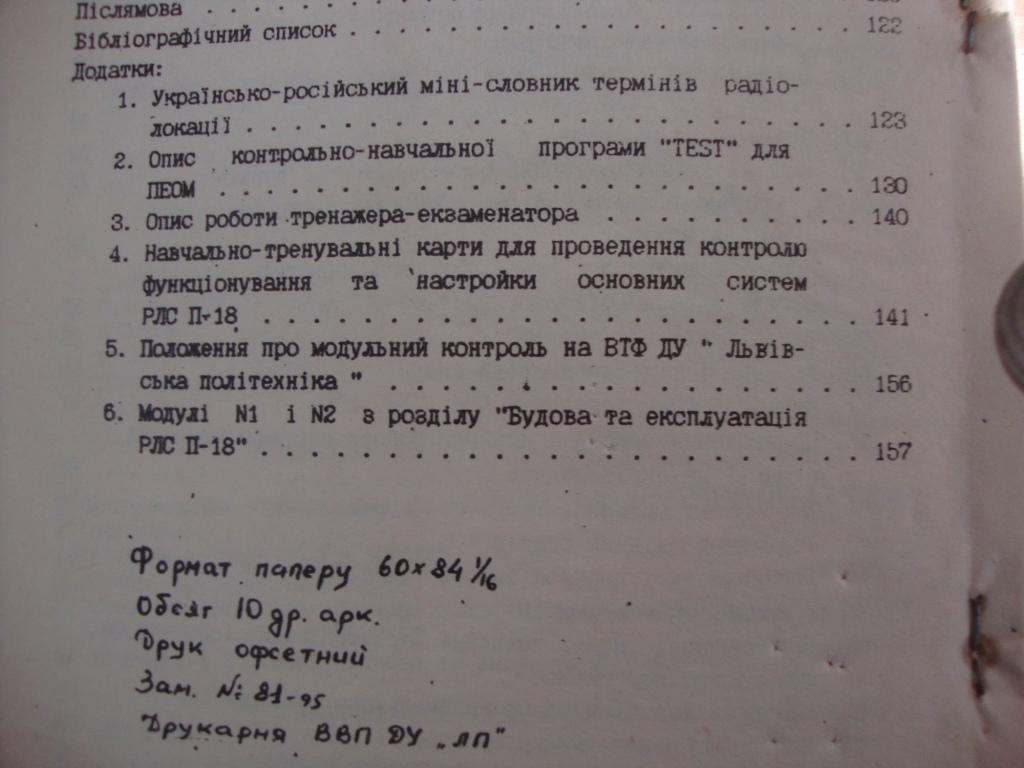 Післямова . . . . . . . . . . . . . . . . . . . . . . . .
Бібліографічний список . . . . . . . . . . . . . . . . . . 122
Додатки:
1. Українсько-російський міні-словник термінів радіо-
локації . . . . . . . . . . . . . . . . . . . . . . . . 123
2. Опис контрольно-навчальної програми "TEST" для
ПЕОМ . . . . . . . . . . . . . . . . . . . . . . . . . 130
3. Опис роботи тренажера-екзаменатора . . . . . . . . . . 140
4. Навчально-тренувальні карти для проведення контролю
функціонування та настройки основних систем
РЛС П-18 . . . . . . . . . . . . . . . . . . . . . . . 141
5. Положення про модульний контроль на ВТФ ДУ " Львів-
ська політехніка " . . . . . . . . . . . . . . . . . . 156
6. Модулі N1 і N2 з розділу "Будова та експлуатація
РЛС П-18" . . . . . . . . . . . . . . . . . . . . . . . 157
Формат паперу 60×84 1/16
Обсяг 10 др. арк.
Друк офсетний
Зам. № 81-95
Друкарня ВВП ДУ „ЛП"